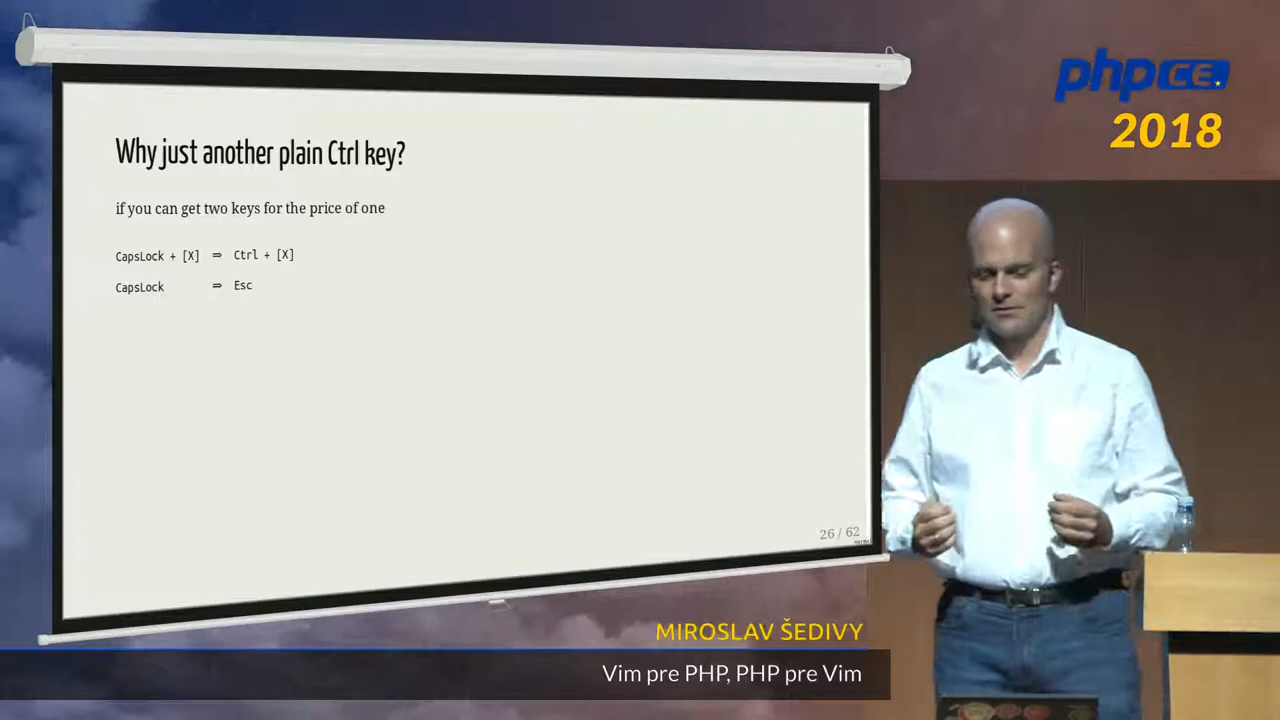 Why just another plain Ctrl key?
if you can get two keys for the price of one
CapsLock + [X] ⇒ Ctrl + [X]
CapsLock ⇒ Esc
26 / 62
phpCE
2018
MIROSLAV ŠEDIVY
Vim pre PHP, PHP pre Vim